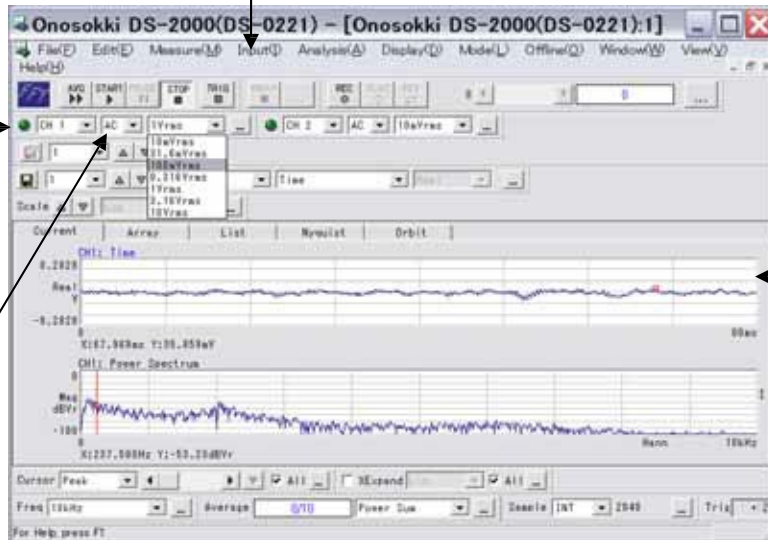 Onosokki DS-2000(DS-0221) - [Onosokki DS-2000(DS-0221):1]
File(F) Edit(E) Measure(M) Input(I) Analysis(A) Display(D) Mode(L) Offline(O) Window(W) View(V)
Help(H)
AVG START STOP TRIG REC 0
CH 1 AC 1Vrms CH 2 AC 10mVrms
10mVrms
31.6mVrms
100mVrms
0.316Vrms
1Vrms
3.16Vrms
10Vrms
1
1 Time
Scale
Current Array List Nyquist Orbit
CH1: Time
0.2828
Real
V
-0.2828
0 80ms
X:67.969ms Y:35.859mV
CH1: Power Spectrum
0
Mag
dBVr
-100
0 Hann 10kHz
X:237.500Hz Y:-53.23dBVr
Cursor Peak All XExpand All
Freq 10kHz Average 0/10 Power Sum Sample INT 2048 Trig
For Help, press F1